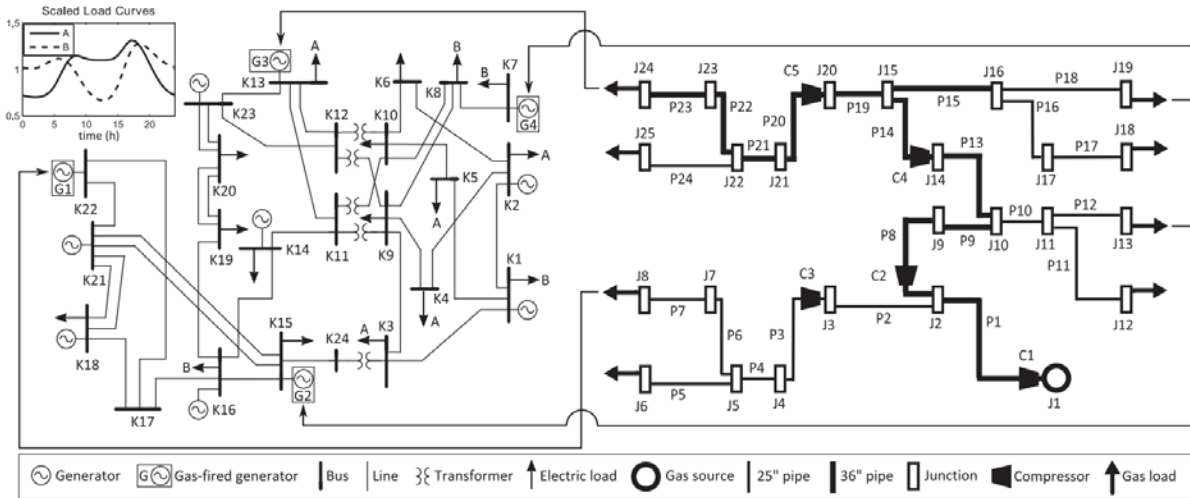 Scaled Load Curves
1,5
A
B
1
0,5
0 5 10 15 20
time (h)
G3
K13
A
K23
K12
K6
K10
B
K8
B
K7
G4
G1
K22
K20
K5
A
A
K2
K21
K19
K14
K11
K9
K4
A
K1
B
K18
K15
K24
A
K3
B
K16
G2
K17
J24
J23
C5
J20
J15
J16
P18
J19
P23
P22
P19
P15
P16
P20
P14
J18
J25
P21
P13
P17
P24
J22
J21
C4
J14
J17
P8
J9
P9
P10
P12
J10
J11
J13
P11
C2
J8
J7
C3
P7
J3
P2
J2
P1
J12
P6
P3
P4
C1
P5
J6
J5
J4
J1
Generator
G Gas-fired generator
Bus
Line
Transformer
Electric load
Gas source
25" pipe
36" pipe
Junction
Compressor
Gas load